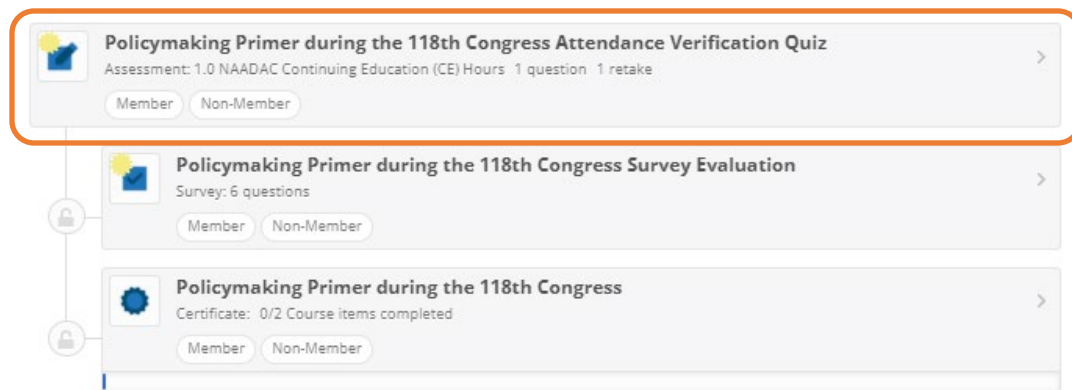 Policymaking Primer during the 118th Congress Attendance Verification Quiz
Assessment: 1.0 NAADAC Continuing Education (CE) Hours 1 question 1 retake
Member Non-Member
Policymaking Primer during the 118th Congress Survey Evaluation
Survey: 6 questions
Member Non-Member
Policymaking Primer during the 118th Congress
Certificate: 0/2 Course items completed
Member Non-Member